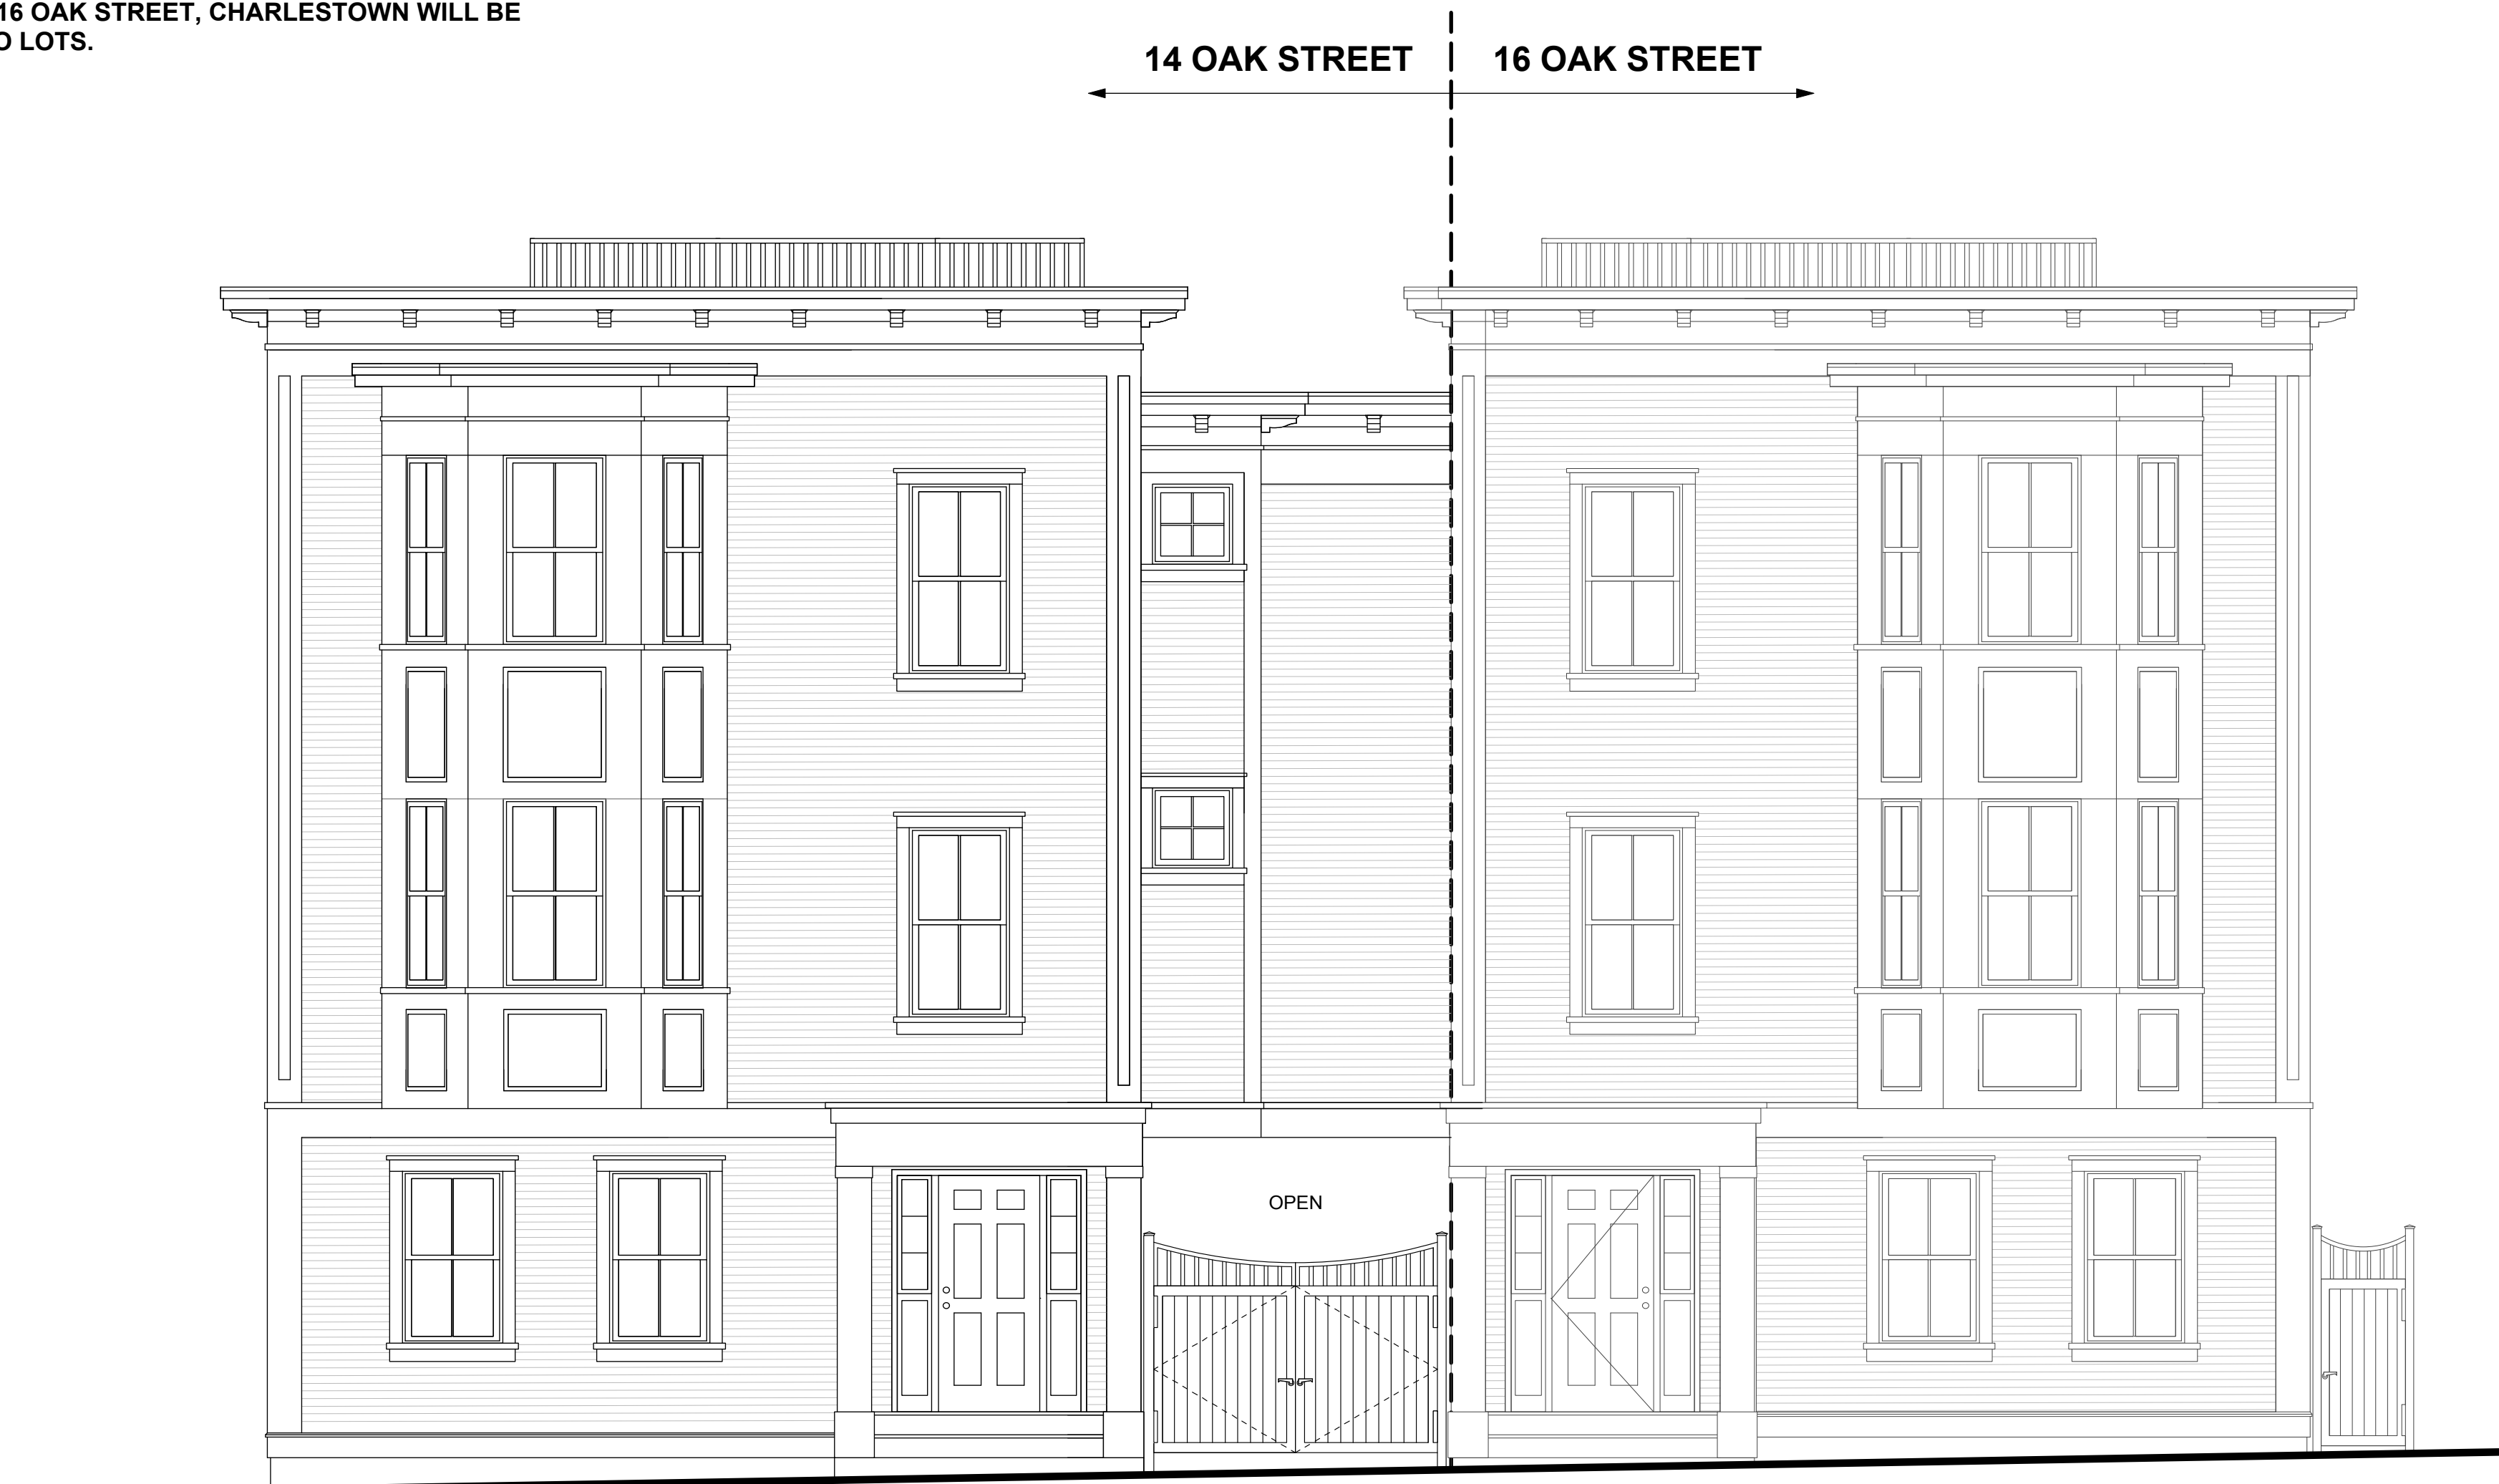 16 OAK STREET, CHARLESTOWN WILL BE
O LOTS.
14 OAK STREET
16 OAK STREET
OPEN